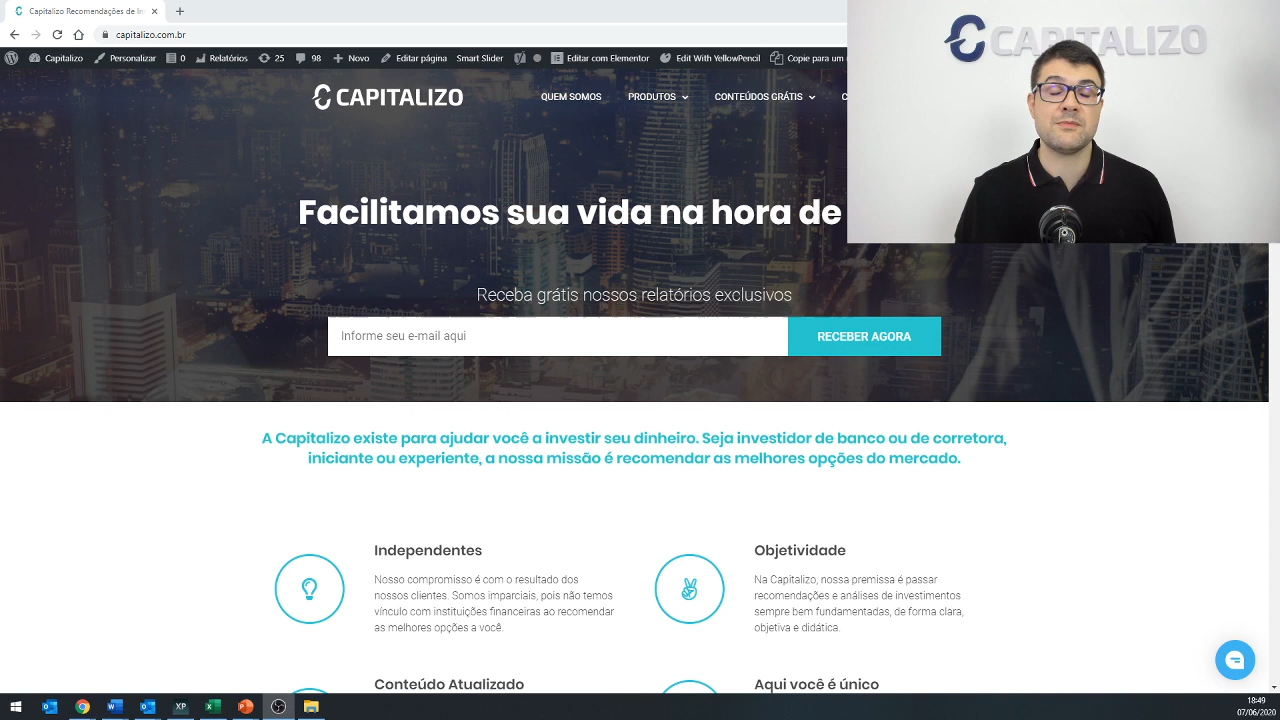 Capitalizo Recomendações de In
capitalizo.com.br
Capitalizo Personalizar 0 Relatórios 25 98 Novo Editar página Smart Slider Editar com Elementor Edit With YellowPencil Copie para um
CAPITALIZO
QUEM SOMOS PRODUTOS CONTEÚDOS GRÁTIS C
CAPITALIZO
Facilitamos sua vida na hora de
Receba grátis nossos relatórios exclusivos
Informe seu e-mail aqui
RECEBER AGORA
A Capitalizo existe para ajudar você a investir seu dinheiro. Seja investidor de banco ou de corretora,
iniciante ou experiente, a nossa missão é recomendar as melhores opções do mercado.
Independentes
Nosso compromisso é com o resultado dos
nossos clientes. Somos imparciais, pois não temos
vínculo com instituições financeiras ao recomendar
as melhores opções a você.
Objetividade
Na Capitalizo, nossa premissa é passar
recomendações e análises de investimentos
sempre bem fundamentadas, de forma clara,
objetiva e didática.
Conteúdo Atualizado
Aqui você é único
XP
18:49
07/06/2020